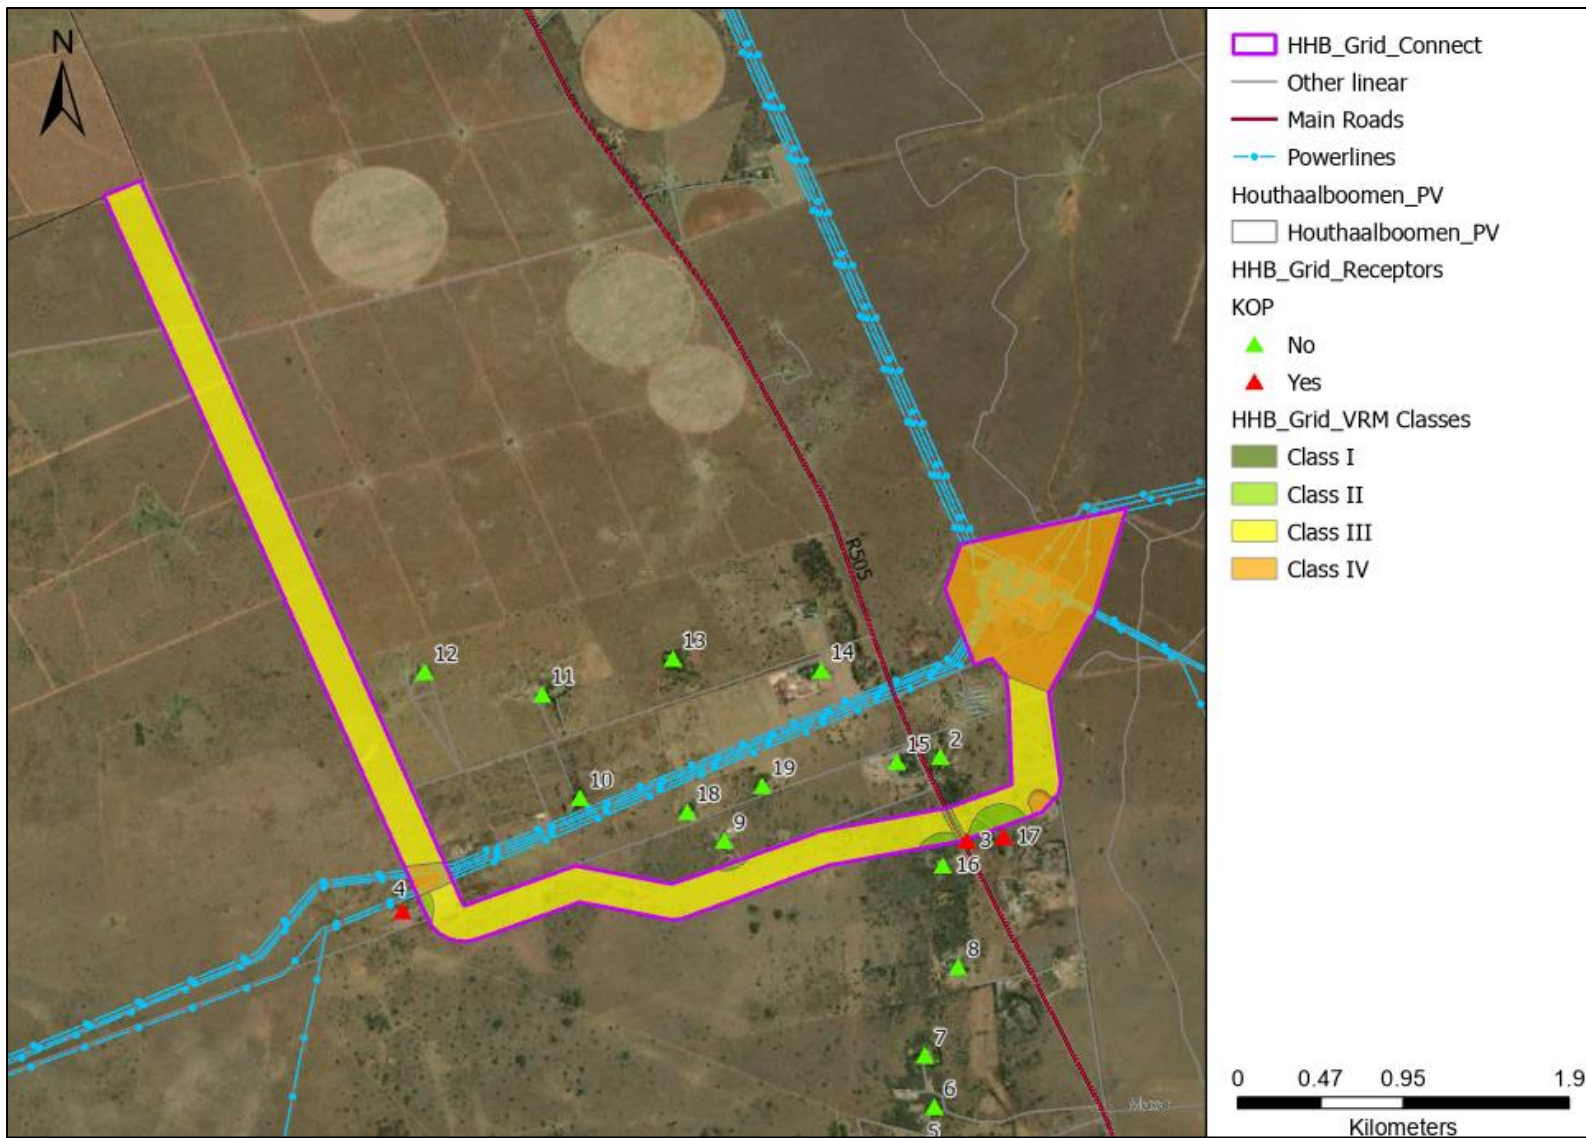 N
HHB_Grid_Connect
Other linear
Main Roads
Powerlines
Houthaalboomen_PV
Houthaalboomen_PV
HHB_Grid_Receptors
KOP
No
Yes
HHB_Grid_VRM Classes
Class I
Class II
Class III
Class IV
R505
13
12
11
14
15
2
10
19
18
9
3
17
16
4
8
7
6
5
Maxar
0 0.47 0.95 1.9
Kilometers